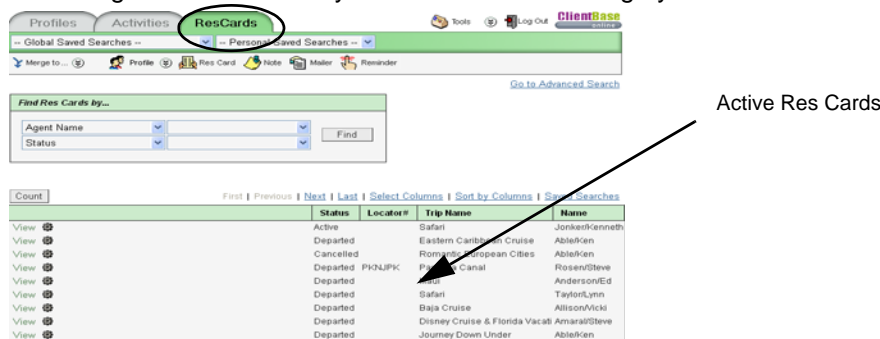 Profiles Activities ResCards Tools Log Out ClientBase online
-- Global Saved Searches -- -- Personal Saved Searches --
Merge to ... Profile Res Card Note Mailer Reminder
Go to Advanced Search
Active Res Cards
Find Res Cards by...
Agent Name
Status
Find
Count First | Previous | Next | Last | Select Columns | Sort by Columns | Saved Searches
Status Locator# Trip Name Name
View Active Safari Jonker/Kenneth
View Departed Eastern Caribbean Cruise Able/Ken
View Cancelled Romantic European Cities Able/Ken
View Departed PKNJPK Canal Rosen/Steve
View Departed Maui Anderson/Ed
View Departed Safari Taylor/Lynn
View Departed Baja Cruise Allison/Vicki
View Departed Disney Cruise & Florida Vacati Amaral/Steve
View Departed Journey Down Under Able/Ken